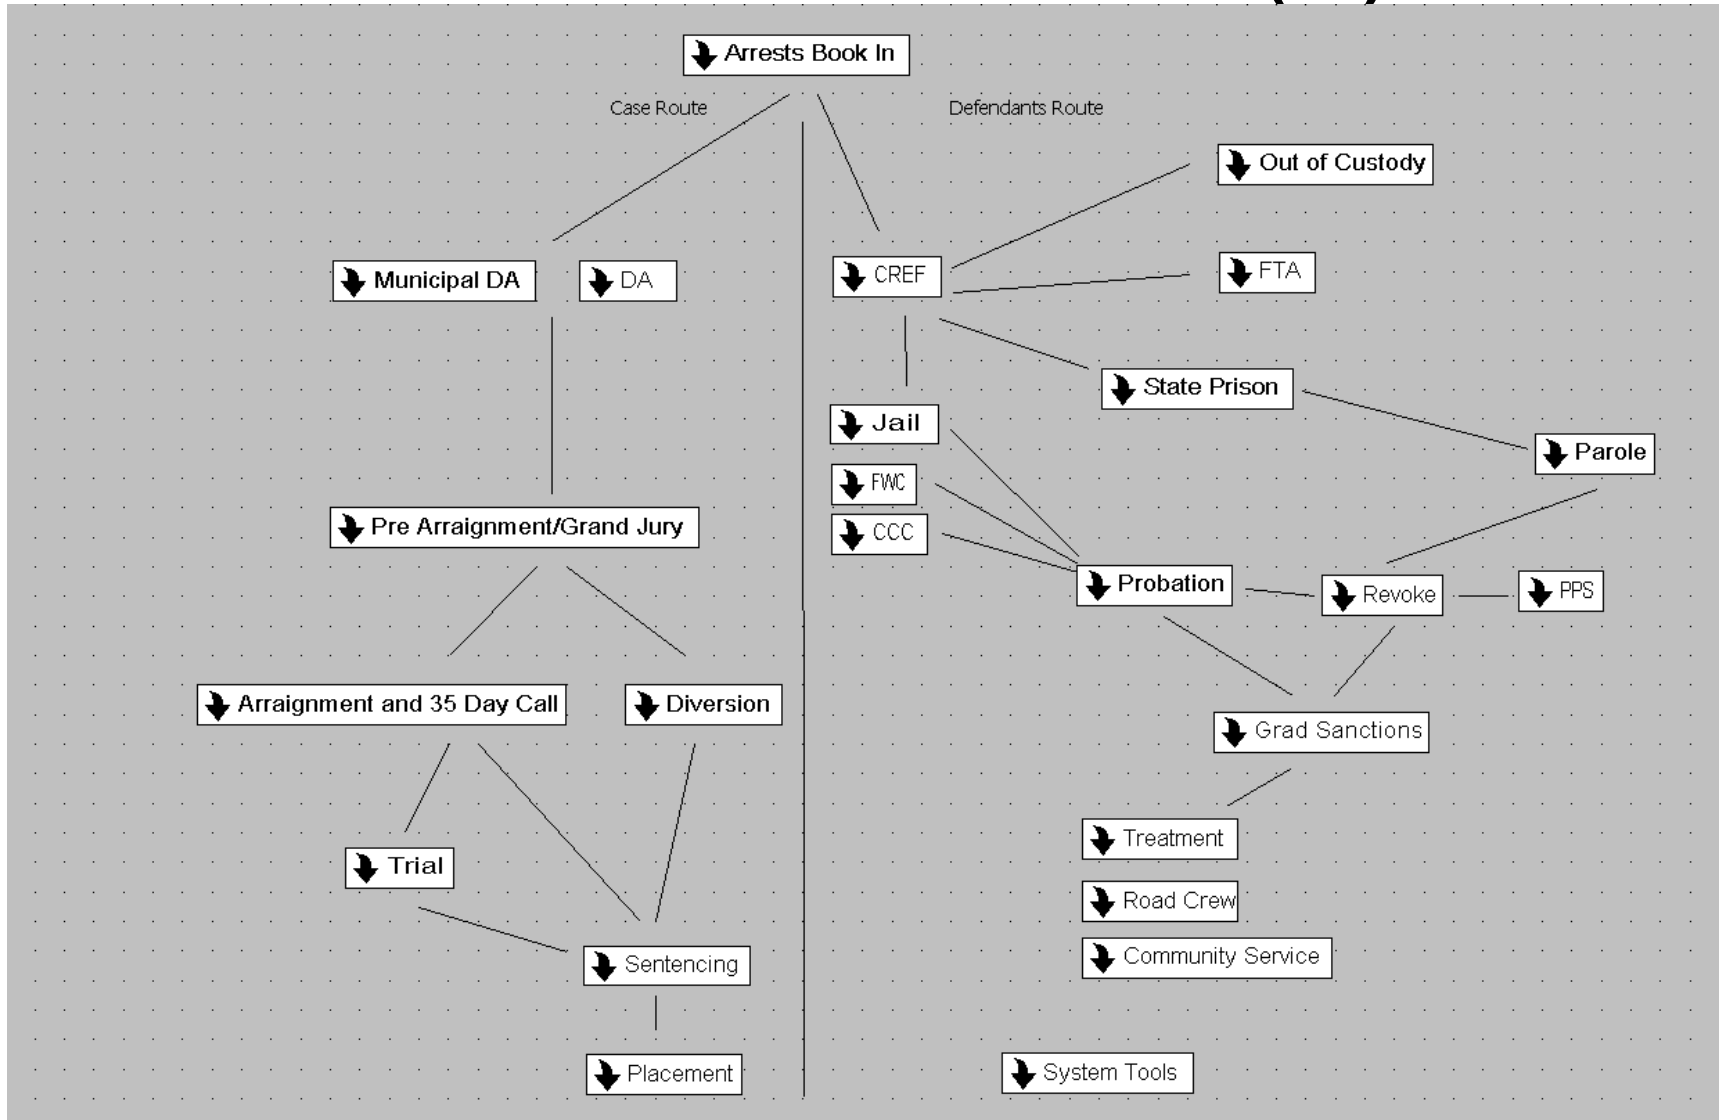 Arrests Book In
Case Route
Defendants Route
Out of Custody
Municipal DA
DA
CREF
FTA
State Prison
Jail
Parole
FWC
CCC
Pre Arraignment/Grand Jury
Probation
Revoke
PPS
Arraignment and 35 Day Call
Diversion
Grad Sanctions
Treatment
Trial
Road Crew
Sentencing
Community Service
Placement
System Tools